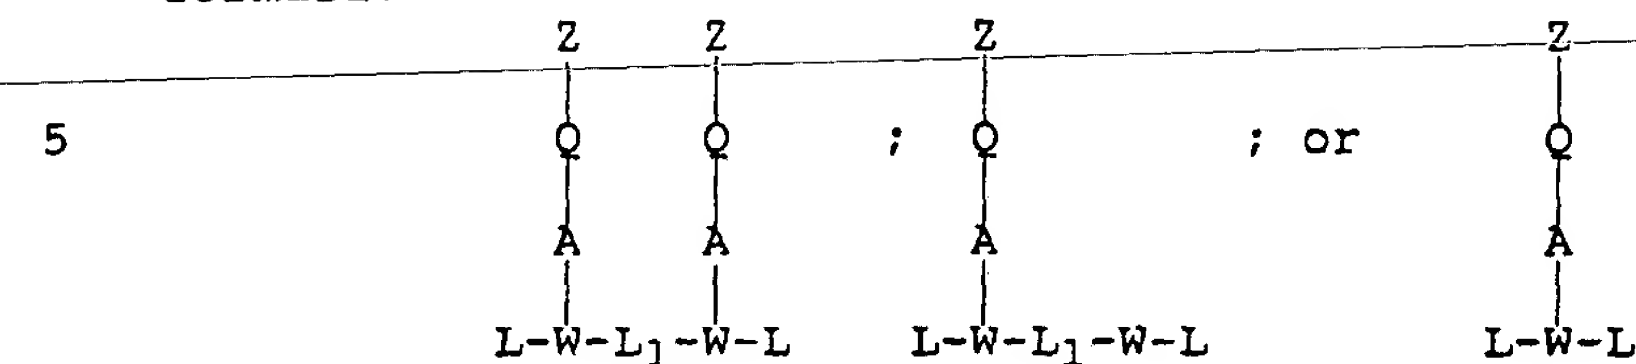 Z Z Z Z
5 Q Q ; Q ; or Q
A A A A
L-W-L1-W-L L-W-L1-W-L L-W-L